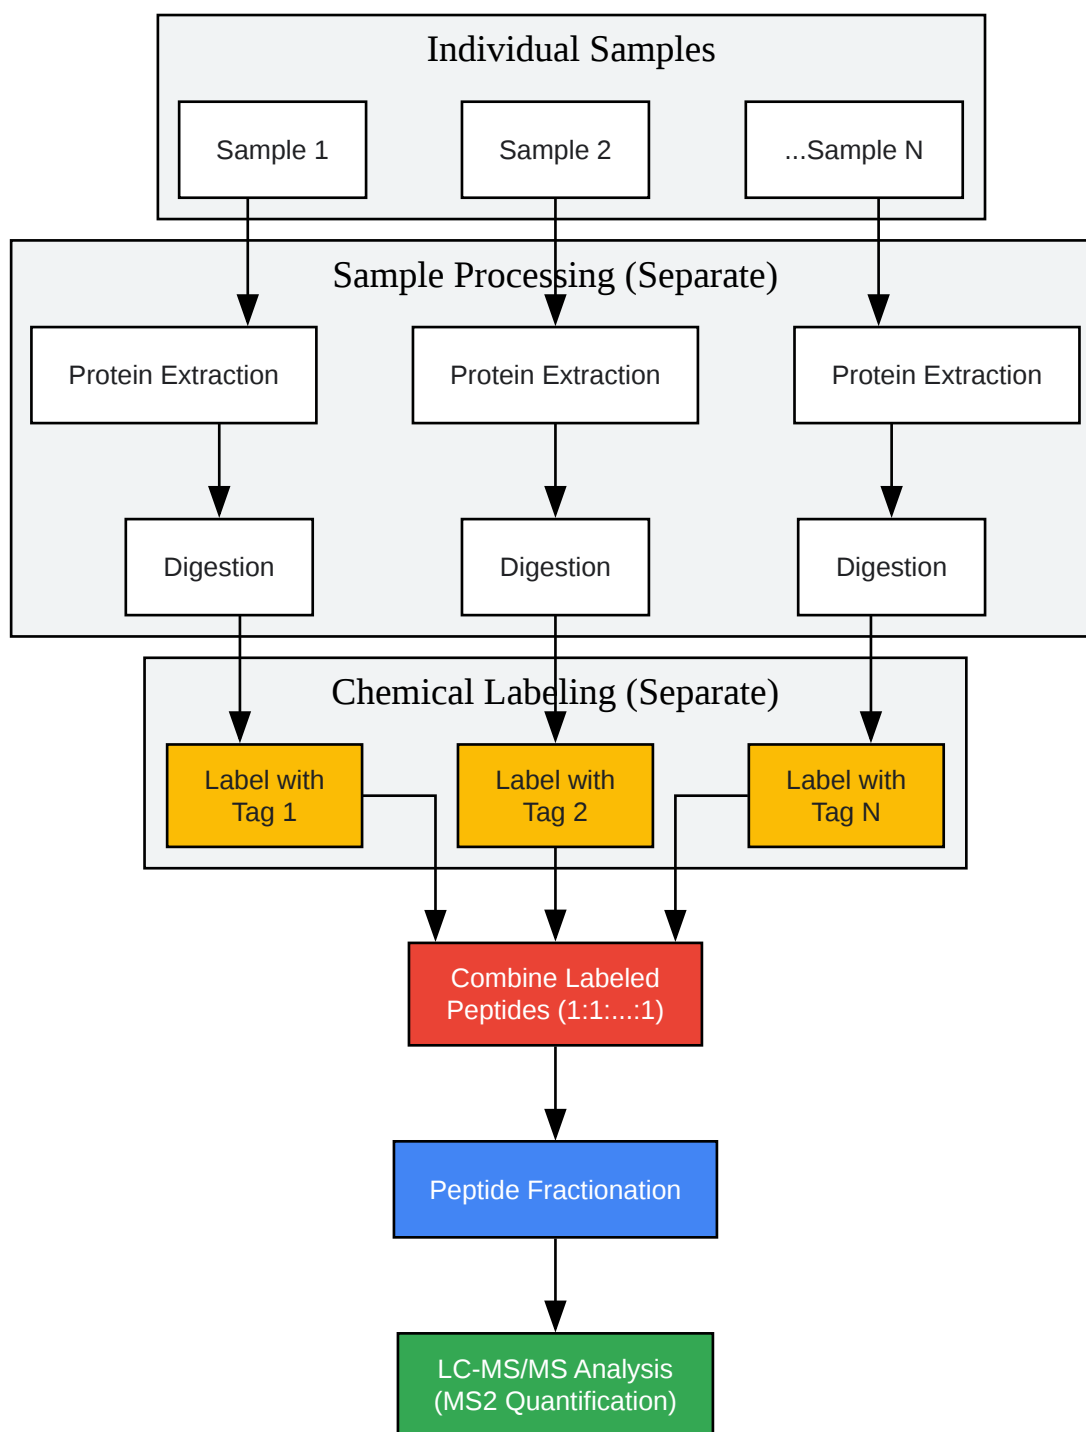 Individual Samples
Sample 1
Sample 2
...Sample N
Sample Processing (Separate)
Protein Extraction
Protein Extraction
Protein Extraction
Digestion
Digestion
Digestion
Chemical Labeling (Separate)
Label with
Tag 1
Label with
Tag 2
Label with
Tag N
Combine Labeled
Peptides (1:1:...:1)
Peptide Fractionation
LC-MS/MS Analysis
(MS2 Quantification)